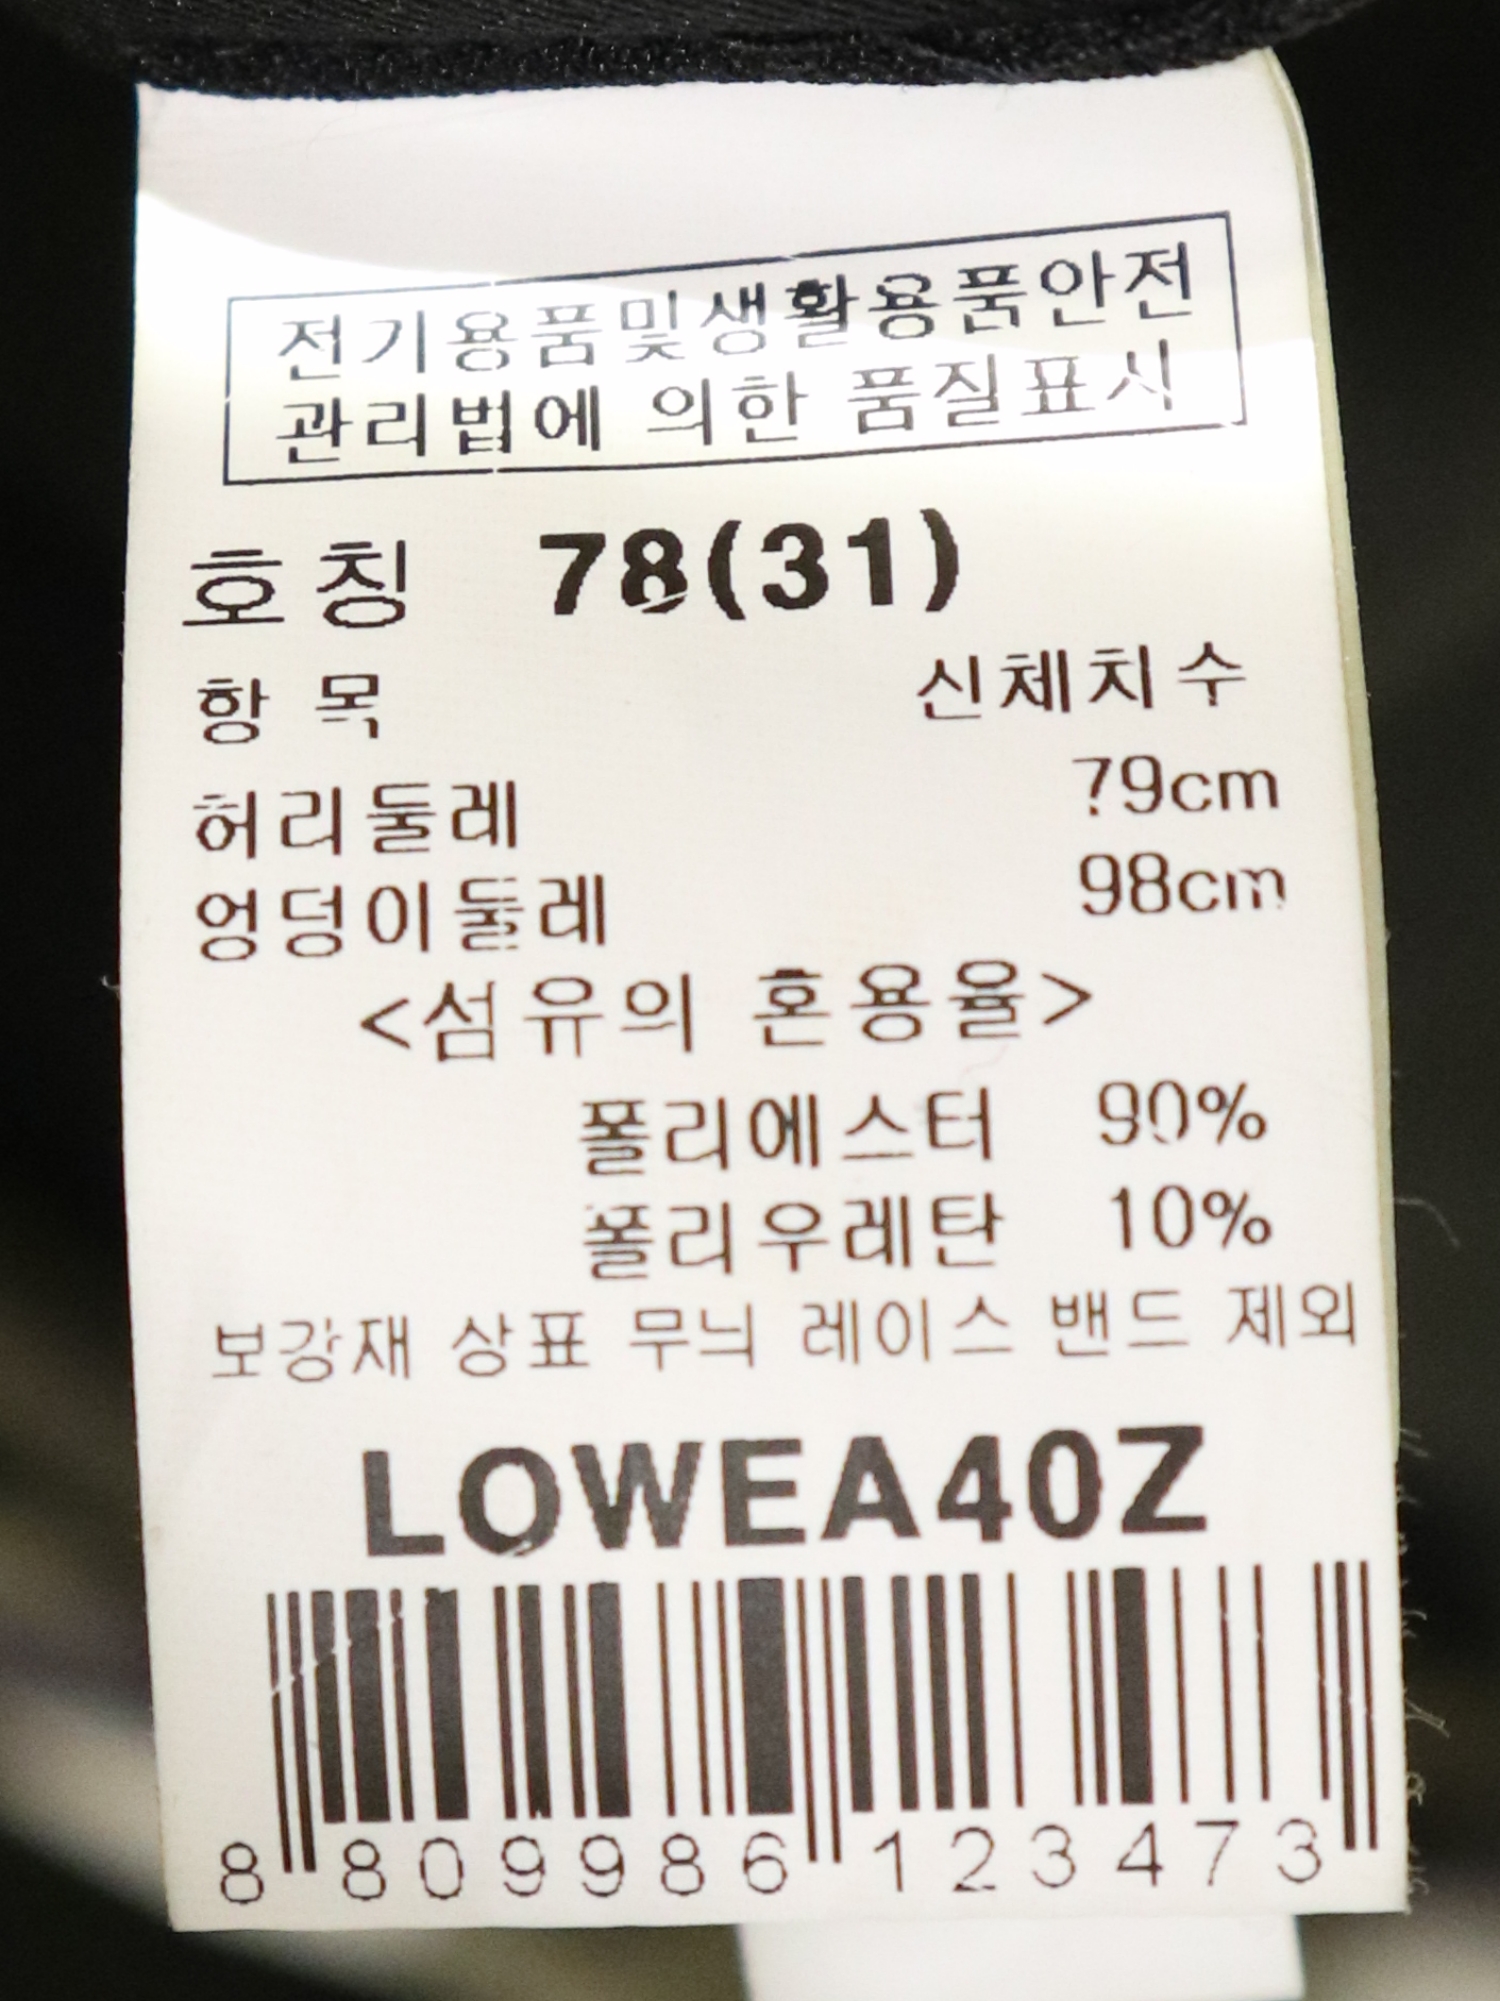 전기용품및생활용품안전
관리법에 의한 품질표시
호칭 78(31)
항목 신체치수
허리둘레 79cm
엉덩이둘레 98cm
<섬유의 혼용율>
폴리에스터 90%
폴리우레탄 10%
보강재 상표 무늬 레이스 밴드 제외
LOWEA40Z
8 809986 123473